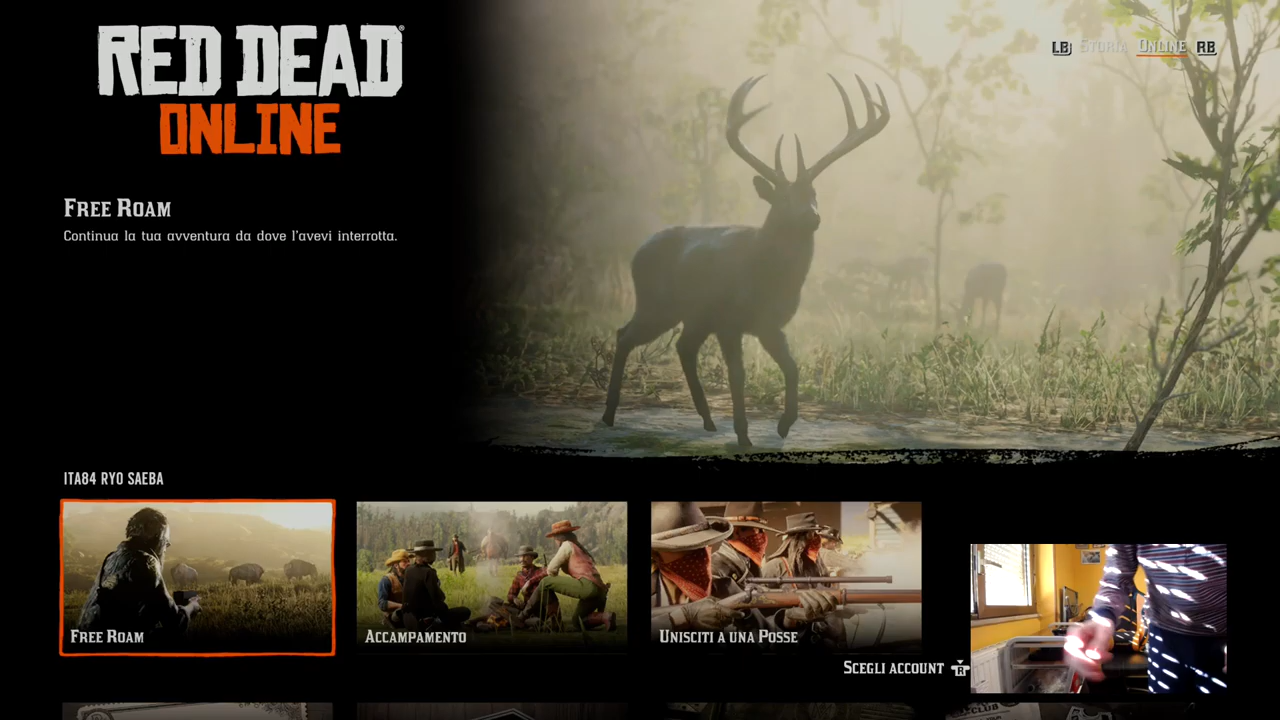 RED DEAD
ONLINE
LB STORIA ONLINE RB
FREE ROAM
Continua la tua avventura da dove l'avevi interrotta.
ITA84 RYO SAEBA
FREE ROAM
ACCAMPAMENTO
UNISCITI A UNA POSSE
SCEGLI ACCOUNT R